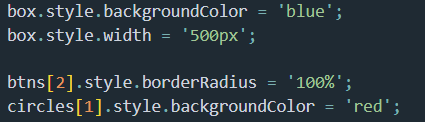 box.style.backgroundColor = 'blue';
box.style.width = '500px';
btns[2].style.borderRadius = '100%';
circles[1].style.backgroundColor = 'red';